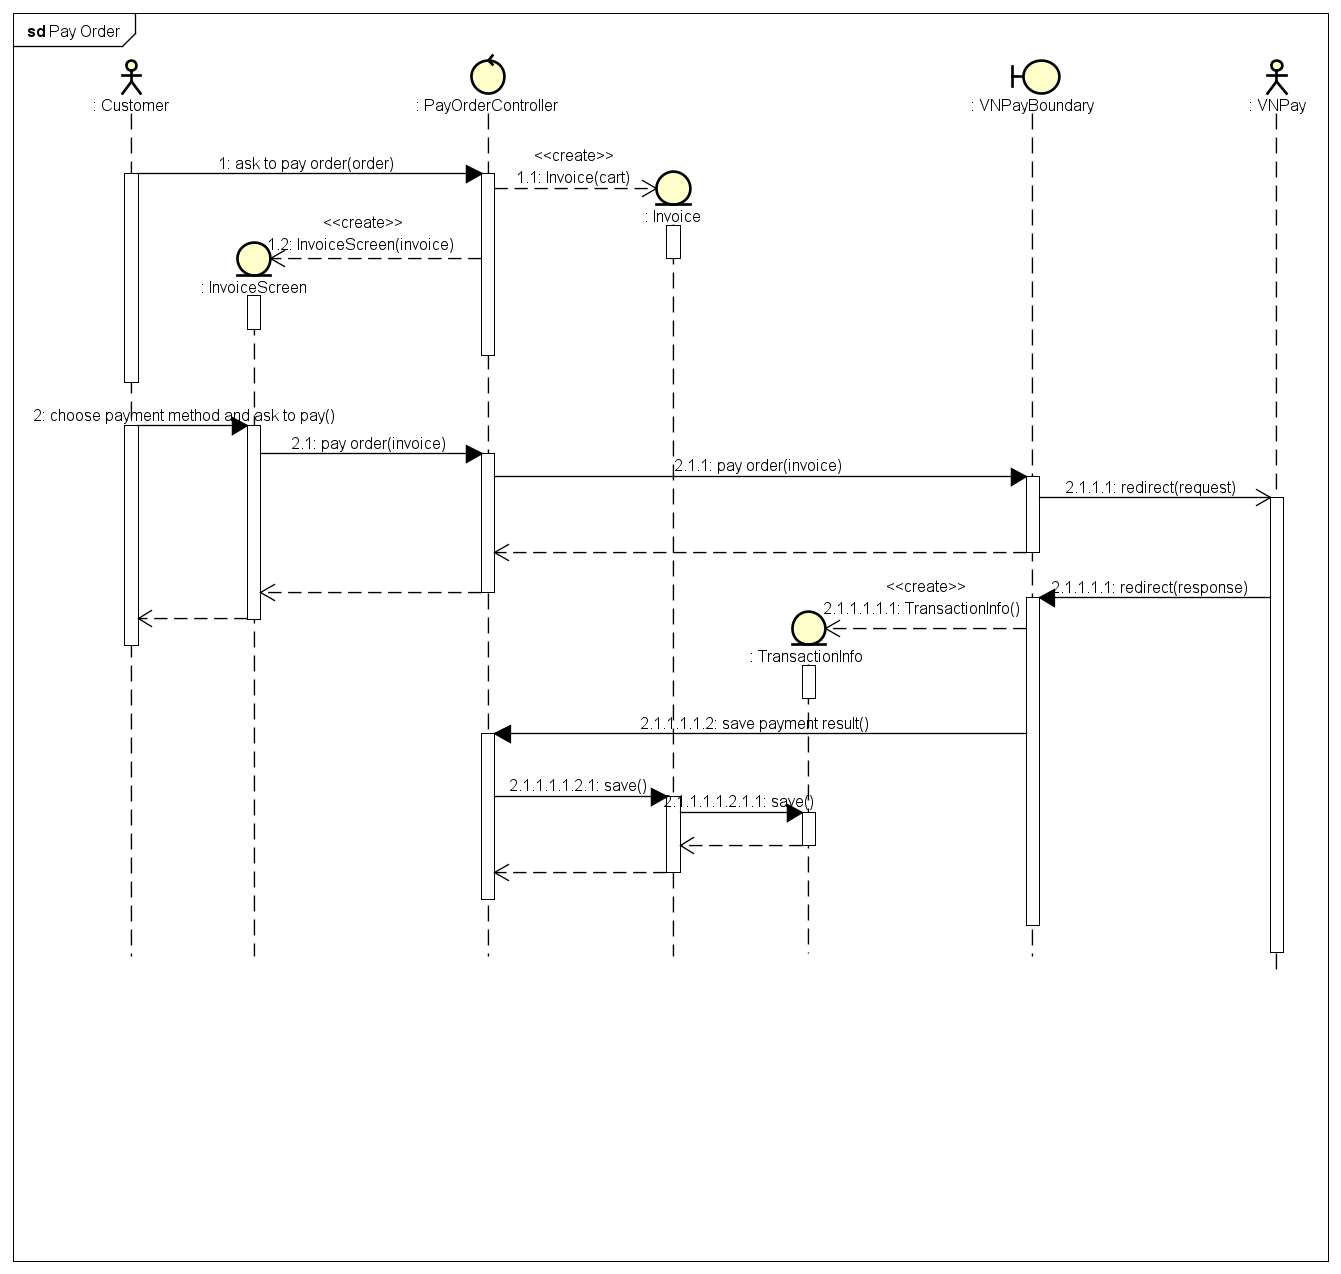 sd Pay Order
: Customer
: PayOrderController
: VNPayBoundary
: VNPay
1: ask to pay order(order)
<<create>>
1.1: Invoice(cart)
: Invoice
<<create>>
1.2: InvoiceScreen(invoice)
: InvoiceScreen
2: choose payment method and ask to pay()
2.1: pay order(invoice)
2.1.1: pay order(invoice)
2.1.1.1: redirect(request)
2.1.1.1.1: redirect(response)
<<create>>
2.1.1.1.1.1: TransactionInfo()
: TransactionInfo
2.1.1.1.1.2: save payment result()
2.1.1.1.1.2.1: save()
2.1.1.1.1.2.1.1: save()